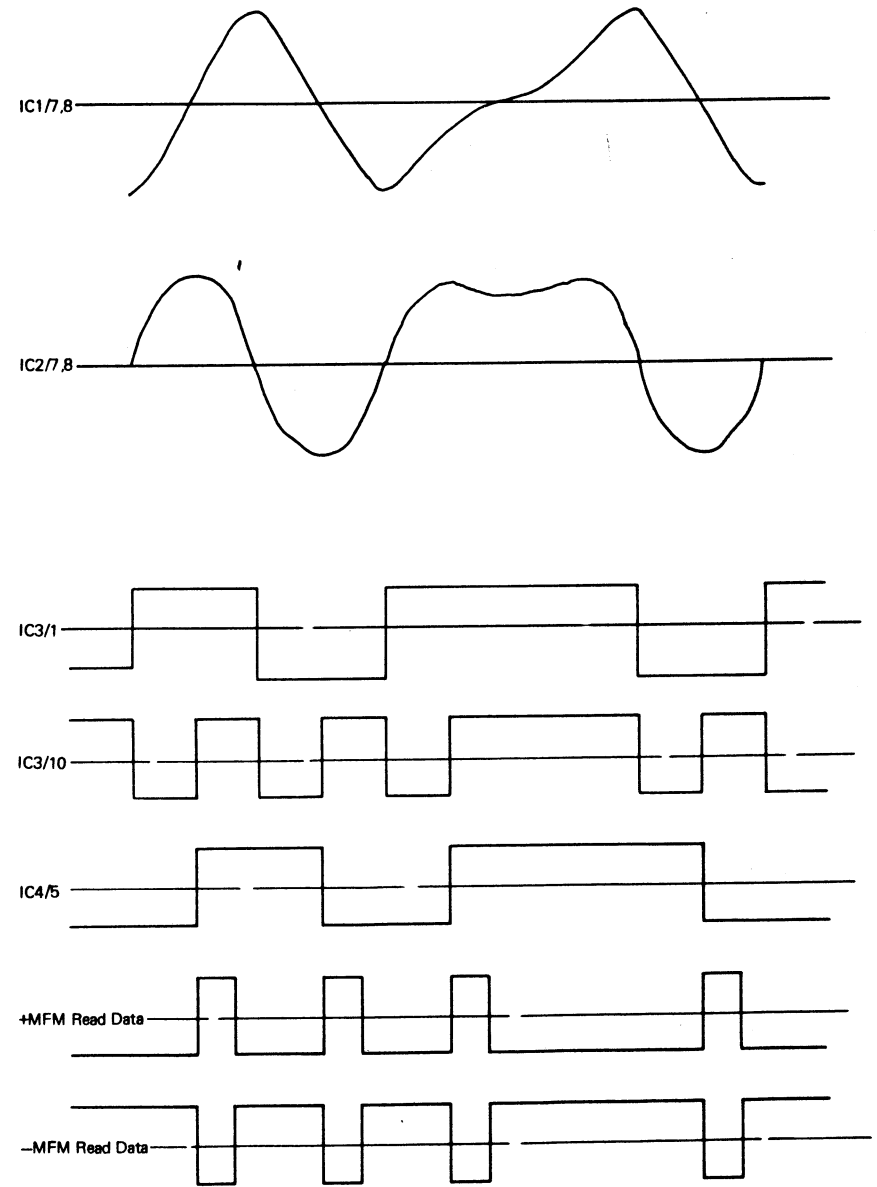 IC1/7,8
IC2/7,8
IC3/1
IC3/10
IC4/5
+MFM Read Data
—MFM Read Data